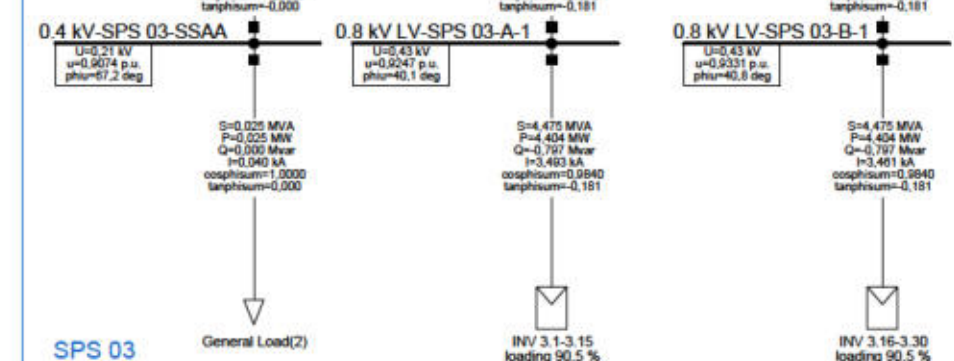 tanphisum=-0,000
tanphisum=-0,181
tanphisum=-0,181
0.4 kV-SPS 03-SSAA
U=0,21 kV
u=0,9074 p.u.
phiu=67,2 deg
0.8 kV LV-SPS 03-A-1
U=0,43 kV
u=0,9247 p.u.
phiu=40,1 deg
0.8 kV LV-SPS 03-B-1
U=0,43 kV
u=0,9331 p.u.
phiu=40,8 deg
S=0,025 MVA
P=0,025 MW
Q=0,000 Mvar
I=0,040 kA
cosphisum=1,0000
tanphisum=0,000
S=4,475 MVA
P=4,404 MW
Q=-0,797 Mvar
I=3,493 kA
cosphisum=0,9840
tanphisum=-0,181
S=4,475 MVA
P=4,404 MW
Q=-0,797 Mvar
I=3,461 kA
cosphisum=0,9840
tanphisum=-0,181
General Load(2)
INV 3.1-3.15
loading 90.5 %
INV 3.16-3.30
loading 90.5 %
SPS 03